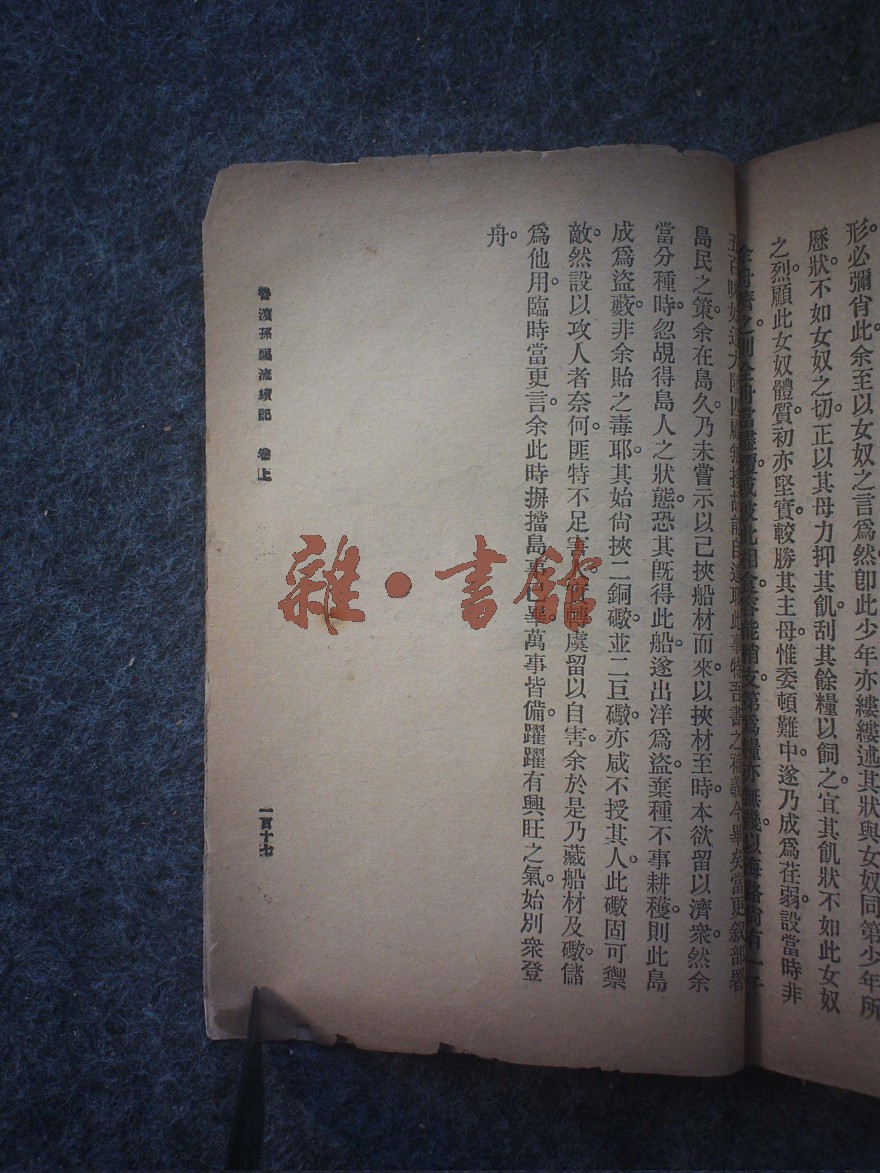 形必彌肖此余至以女奴之言爲然。卽此少年亦縷縷述其狀與女奴同第少年所
歷狀不如女奴之切。正以其母力抑其飢刮其餘糧以飼之。宜其飢狀不如此女奴
之烈。顧此女奴體質初亦堅實。較勝其主母。惟委頓難中。遂乃成爲荏弱。設當時非
島民之策。余在島久。乃未嘗示以己挾船材而來。以挾材至時。本欲留以濟衆。然余
當分種時。忽覘得島人之狀態。恐其旣得此船。遂出洋爲盜。棄種不事耕穫。則此島
成爲盜藪。非余貽之毒耶。其始尙挾二銅礮並二巨礮。亦咸不授其人。此礮固可禦
敵。然設以攻人者奈何。匪特不足害人虞留以自害。余於是乃藏船材及礮。儲
爲他用。臨時當更言。余此時摒擋島事已畢。萬事皆備。躍躍有興旺之氣。始別衆登
舟。
魯濱孫飄流續記 卷上
一百十七
雜·書館